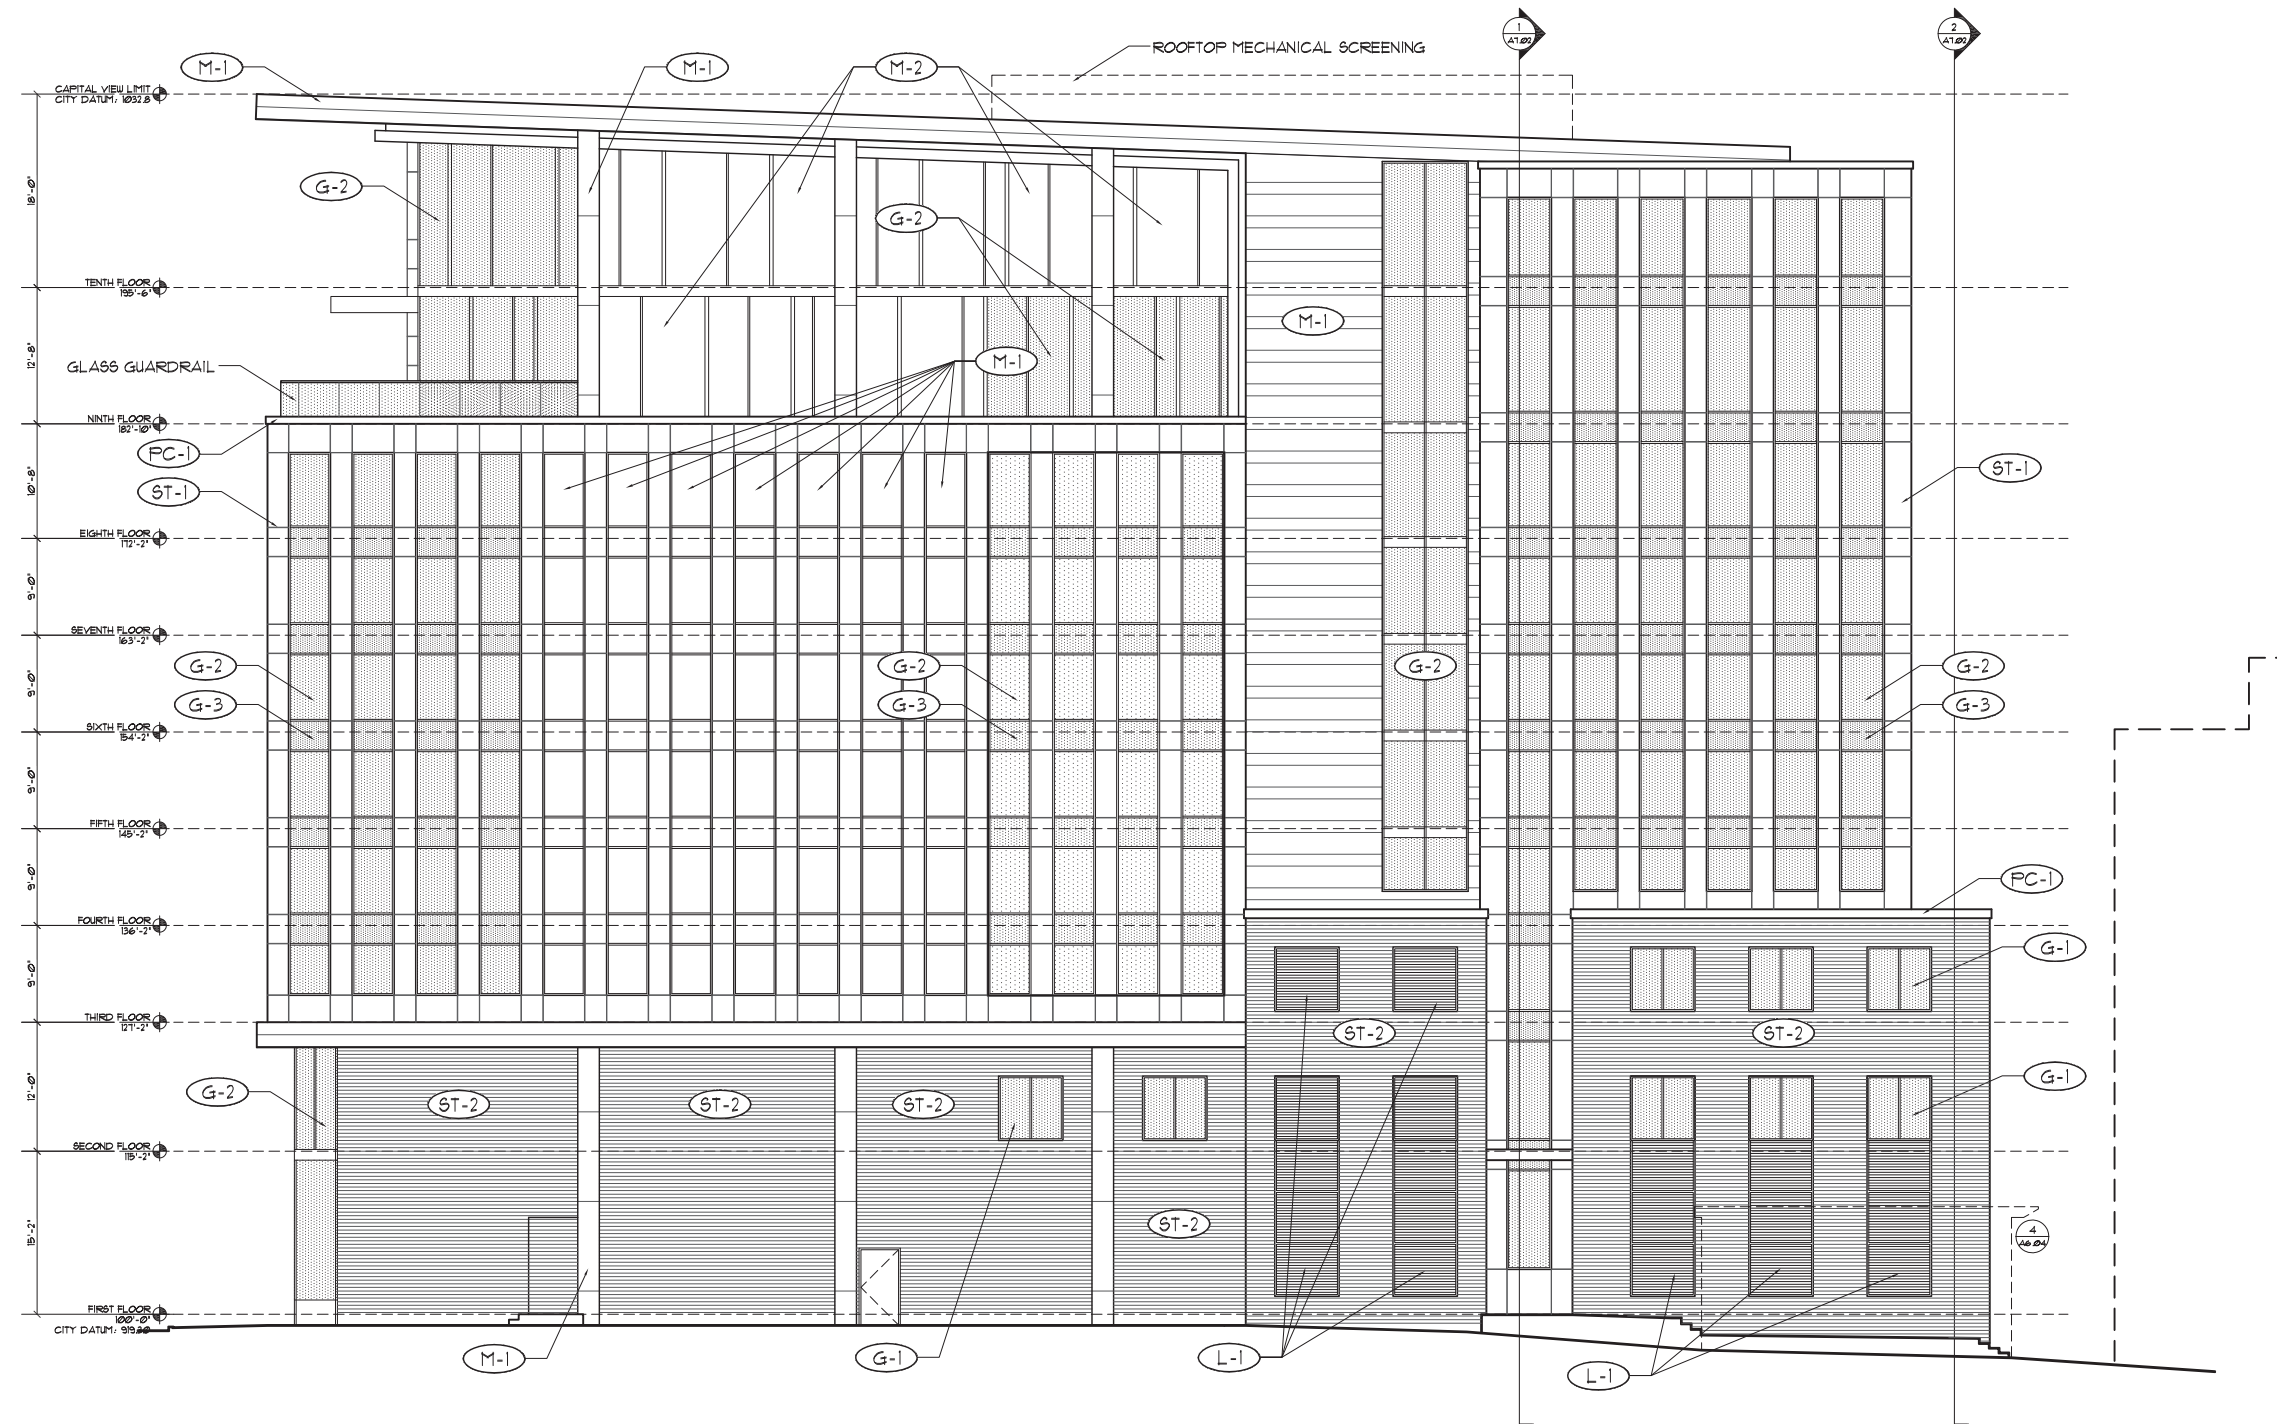 1
A7.02
2
A7.02
ROOFTOP MECHANICAL SCREENING
M-1
M-1
M-2
CAPITAL VIEW LIMIT
CITY DATUM: 1032.8
18'-0"
G-2
G-2
TENTH FLOOR
195'-6"
M-1
12'-8"
GLASS GUARDRAIL
M-1
NINTH FLOOR
182'-10"
PC-1
10'-8"
ST-1
ST-1
EIGHTH FLOOR
172'-2"
9'-0"
SEVENTH FLOOR
163'-2"
G-2
G-2
G-2
G-2
9'-0"
G-3
G-3
G-3
SIXTH FLOOR
154'-2"
9'-0"
FIFTH FLOOR
145'-2"
9'-0"
PC-1
FOURTH FLOOR
136'-2"
G-1
9'-0"
THIRD FLOOR
127'-2"
ST-2
ST-2
12'-0"
G-2
G-1
ST-2
ST-2
ST-2
SECOND FLOOR
115'-2"
15'-2"
ST-2
4
A6.04
FIRST FLOOR
100'-0"
CITY DATUM:
M-1
G-1
L-1
L-1